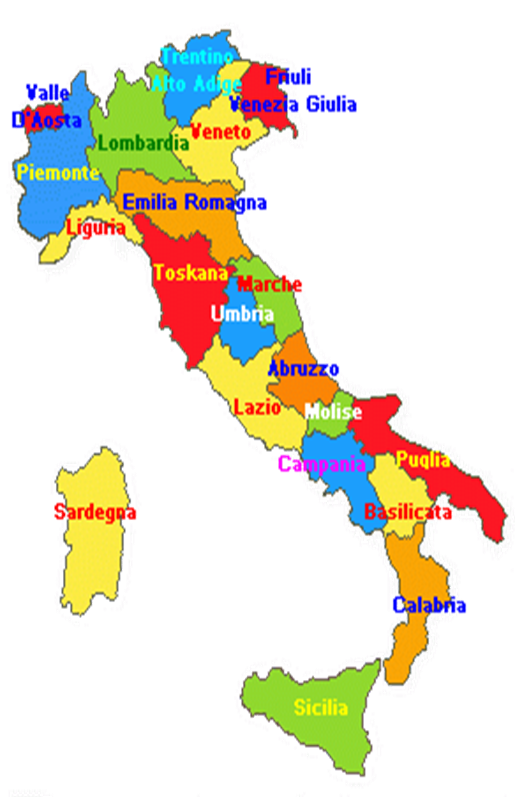 Trentino
Alto Adige
Friuli
Venezia Giulia
Valle
D'Aosta
Veneto
Lombardia
Piemonte
Emilia Romagna
Liguria
Toskana
Marche
Umbria
Abruzzo
Lazio
Molise
Campania
Puglia
Sardegna
Basilicata
Calabria
Sicilia